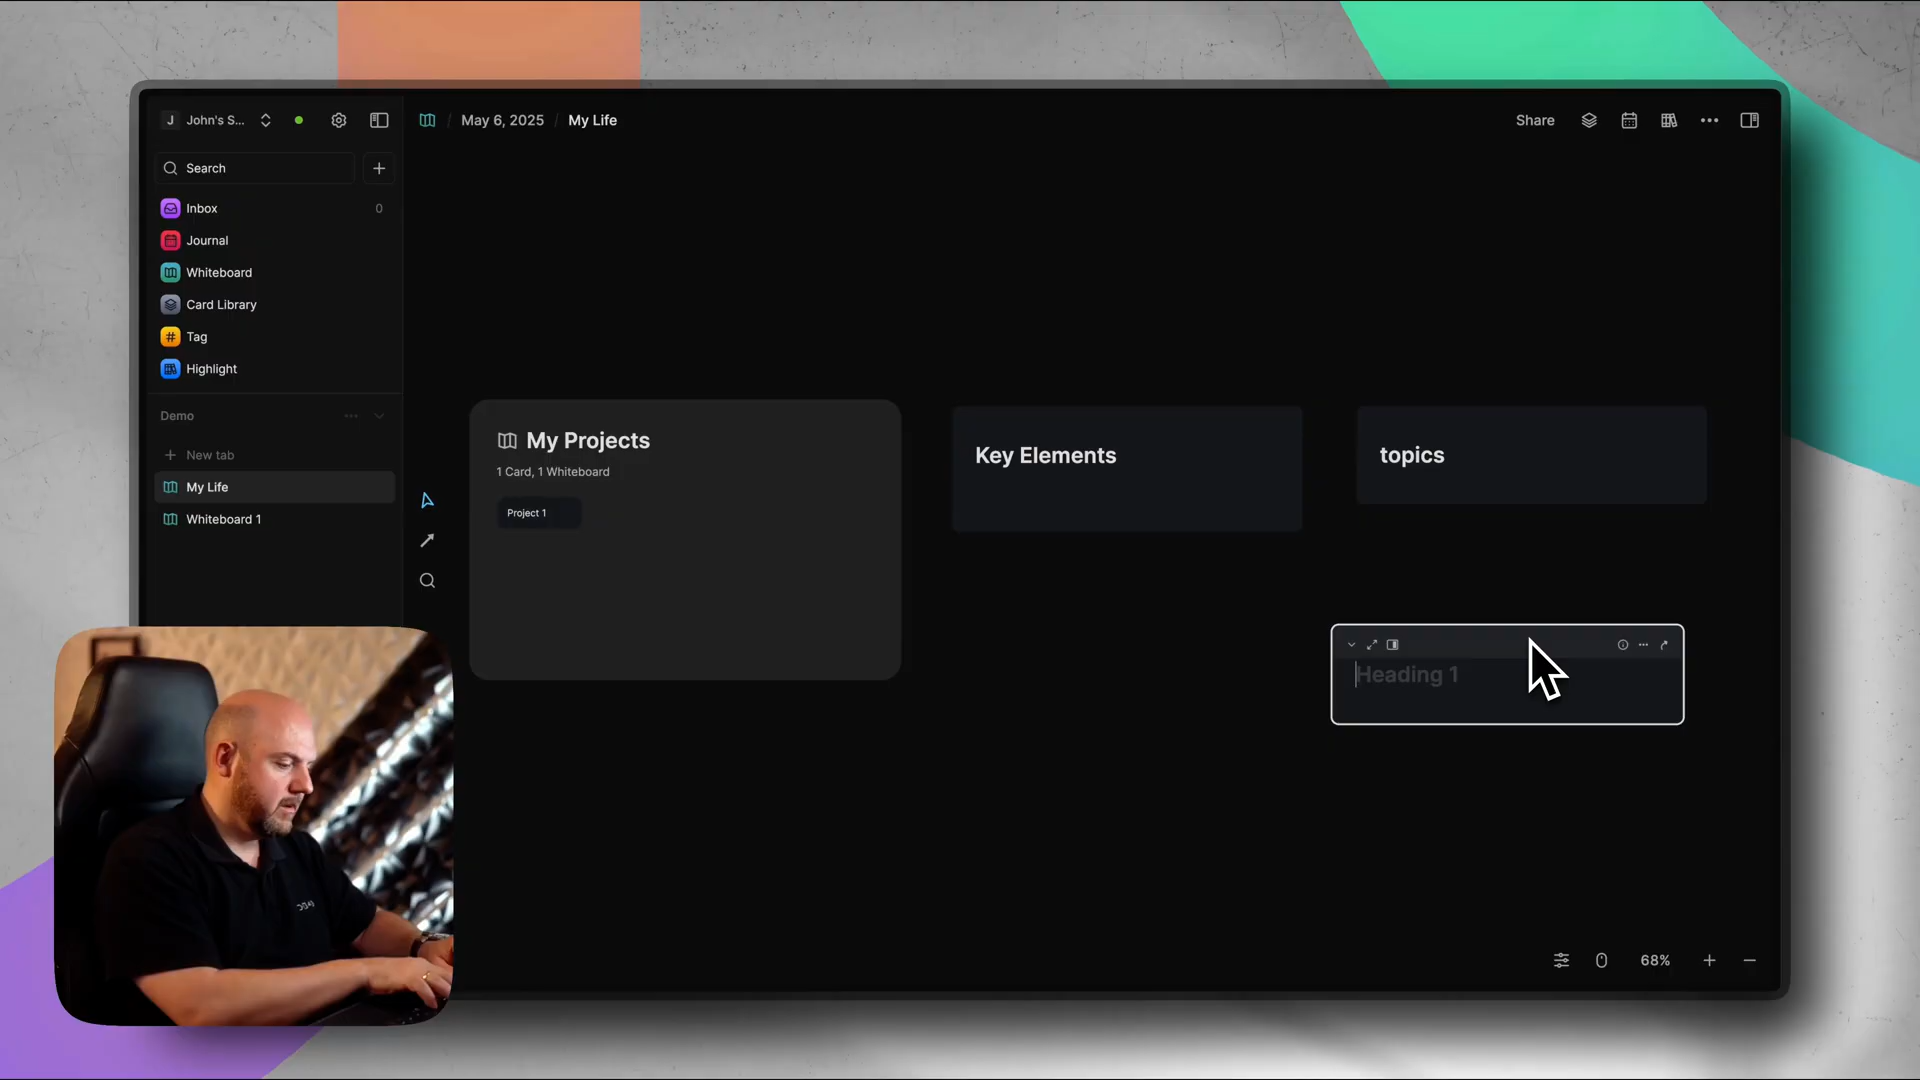 J John's S...
May 6, 2025 / My Life
Share
Search
Inbox 0
Journal
Whiteboard
Card Library
Tag
Highlight
Demo
New tab
My Life
Whiteboard 1
My Projects
1 Card, 1 Whiteboard
Project 1
Key Elements
topics
Heading 1
68%